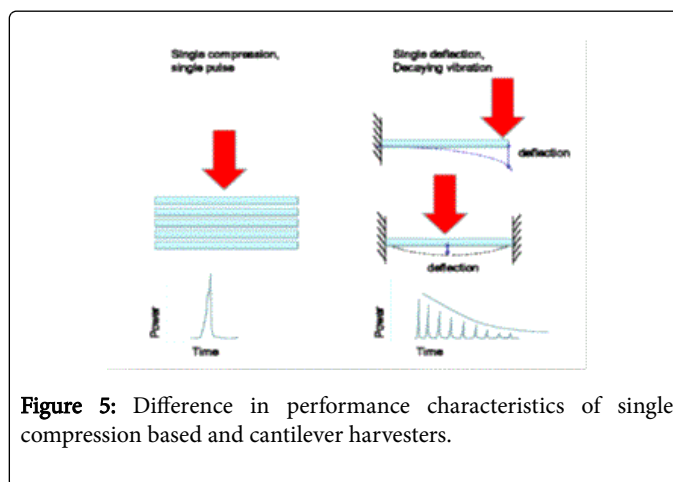 Single compression,
single pulse
Single deflection,
Decaying vibration
deflection
deflection
Power
Time
Power
Time
Figure 5: Difference in performance characteristics of single
compression based and cantilever harvesters.